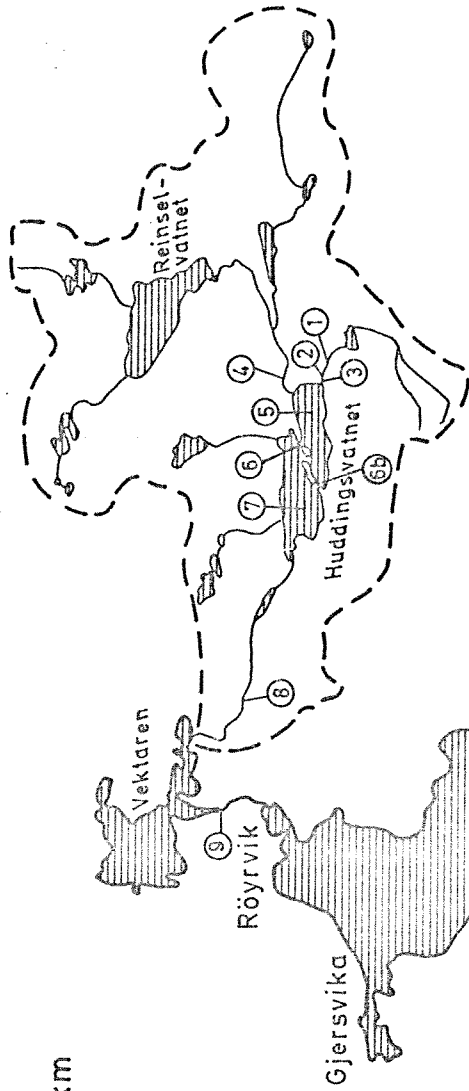 Reinsel-
vatnet
Vektaren
4
2
1
5
3
6
7
Huddingsvatnet
6b
8
9
Röyrvik
Gjersvika
km